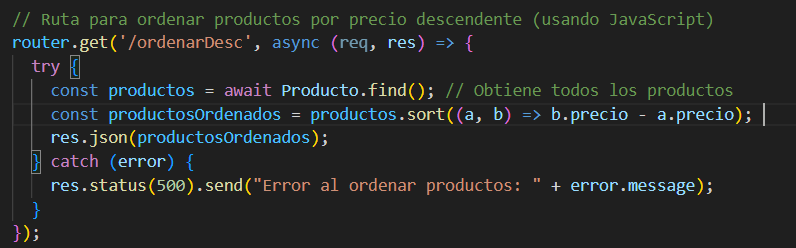 // Ruta para ordenar productos por precio descendente (usando JavaScript)
router.get('/ordenarDesc', async (req, res) => {
  try {
    const productos = await Producto.find(); // Obtiene todos los productos
    const productosOrdenados = productos.sort((a, b) => b.precio - a.precio);
    res.json(productosOrdenados);
  } catch (error) {
    res.status(500).send("Error al ordenar productos: " + error.message);
  }
});